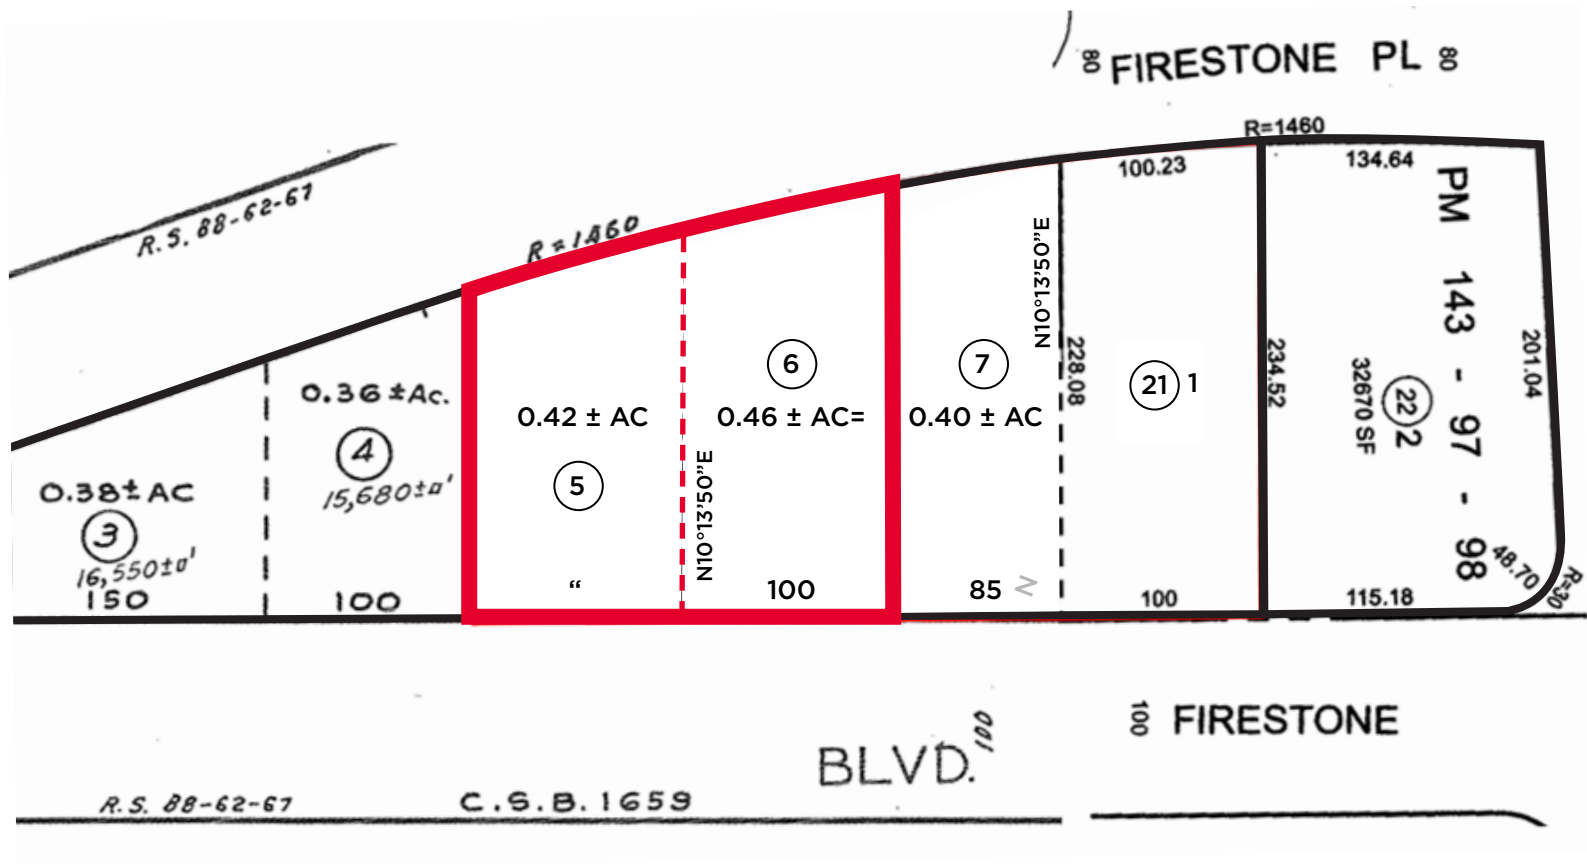 80 FIRESTONE PL 80
R=1460
134.64
100.23
R.S. 88-62-67
R=1460
PM 143 - 97 - 98
N10°13'50"E
228.08
234.52
201.04
6
7
21 1
22 2
32670 SF
0.36 ± Ac.
4
15,680±□'
0.42 ± AC
0.46 ± AC=
0.40 ± AC
5
0.38± AC
3
16,550±□'
N10°13'50"E
48.70
R=30
150
100
“
100
85
100
115.18
100 FIRESTONE
BLVD. 100
R.S. 88-62-67
C.S.B. 1659